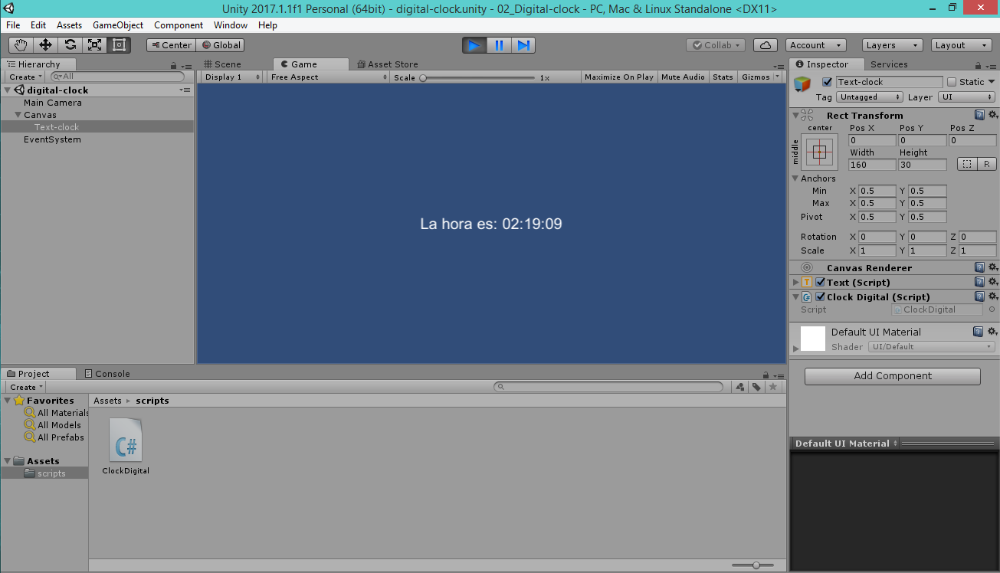 Unity 2017.1.1f1 Personal (64bit) - digital-clock.unity - 02_Digital-clock - PC, Mac & Linux Standalone <DX11>
File Edit Assets GameObject Component Window Help
Center Global Collab Account Layers Layout
Hierarchy
Create All
digital-clock
Main Camera
Canvas
Text-clock
EventSystem
Scene Game Asset Store
Display 1 Free Aspect Scale 1x Maximize On Play Mute Audio Stats Gizmos
La hora es: 02:19:09
Inspector Services
Text-clock Static
Tag Untagged Layer UI
Rect Transform
center Pos X Pos Y Pos Z
middle
0 0 0
Width Height
160 30 R
Anchors
Min X 0.5 Y 0.5
Max X 0.5 Y 0.5
Pivot X 0.5 Y 0.5
Rotation X 0 Y 0 Z 0
Scale X 1 Y 1 Z 1
Canvas Renderer
T Text (Script)
C# Clock Digital (Script)
Script ClockDigital
Default UI Material
Shader UI/Default
Add Component
Default UI Material
Project Console
Create
Favorites
All Materials
All Models
All Prefabs
Assets
scripts
Assets scripts
C#
ClockDigital